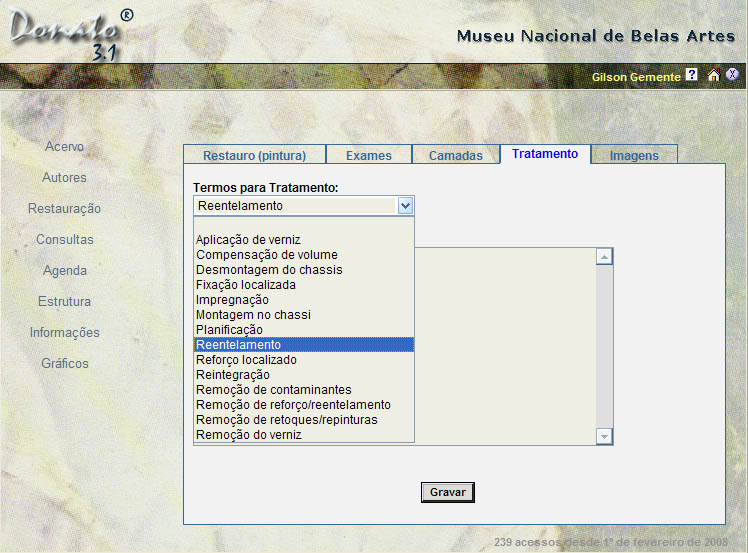 Donato®
3.1
Museu Nacional de Belas Artes
Gilson Gemente ? X
Acervo
Autores
Restauração
Consultas
Agenda
Estrutura
Informações
Gráficos
Restauro (pintura) Exames Camadas Tratamento Imagens
Termos para Tratamento:
Reentelamento
Aplicação de verniz
Compensação de volume
Desmontagem do chassis
Fixação localizada
Impregnação
Montagem no chassi
Planificação
Reentelamento
Reforço localizado
Reintegração
Remoção de contaminantes
Remoção de reforço/reentelamento
Remoção de retoques/repinturas
Remoção do verniz
Gravar
239 acessos desde 1º de fevereiro de 2008